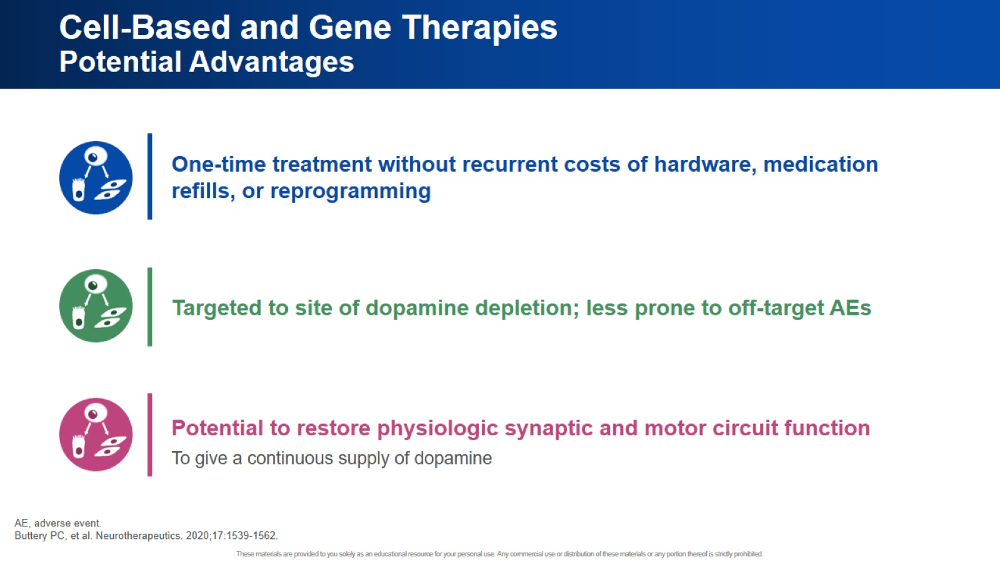 Cell-Based and Gene Therapies
Potential Advantages
One-time treatment without recurrent costs of hardware, medication
refills, or reprogramming
Targeted to site of dopamine depletion; less prone to off-target AEs
Potential to restore physiologic synaptic and motor circuit function
To give a continuous supply of dopamine
AE, adverse event.
Buttery PC, et al. Neurotherapeutics. 2020;17:1539-1562.
These materials are provided to you solely as an educational resource for your personal use. Any commercial use or distribution of these materials or any portion thereof is strictly prohibited.